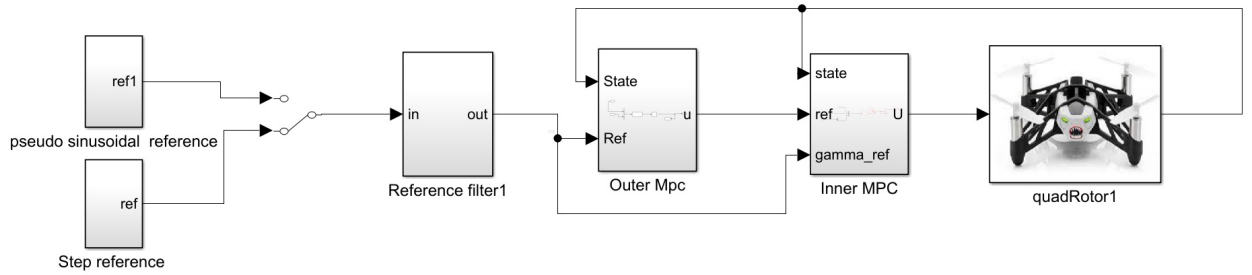 ref1
pseudo sinusoidal reference
ref
Step reference
in
out
Reference filter1
State
Ref
u
Outer Mpc
state
ref
gamma_ref
U
Inner MPC
quadRotor1